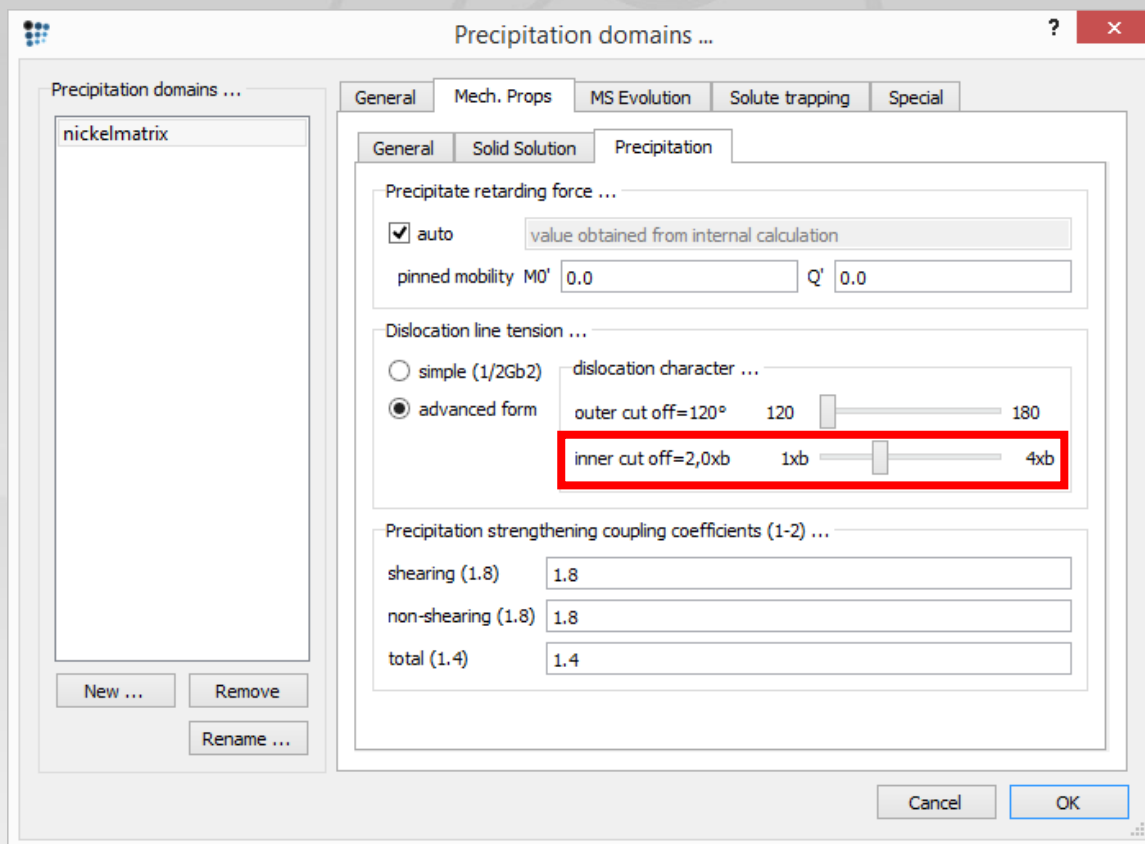 Precipitation domains ...
?
Precipitation domains ...
nickelmatrix
New ...
Remove
Rename ...
General
Mech. Props
MS Evolution
Solute trapping
Special
General
Solid Solution
Precipitation
Precipitate retarding force ...
auto
value obtained from internal calculation
pinned mobility M0' 0.0 Q' 0.0
Dislocation line tension ...
simple (1/2Gb2)
advanced form
dislocation character ...
outer cut off=120° 120 180
inner cut off=2,0xb 1xb 4xb
Precipitation strengthening coupling coefficients (1-2) ...
shearing (1.8) 1.8
non-shearing (1.8) 1.8
total (1.4) 1.4
Cancel
OK